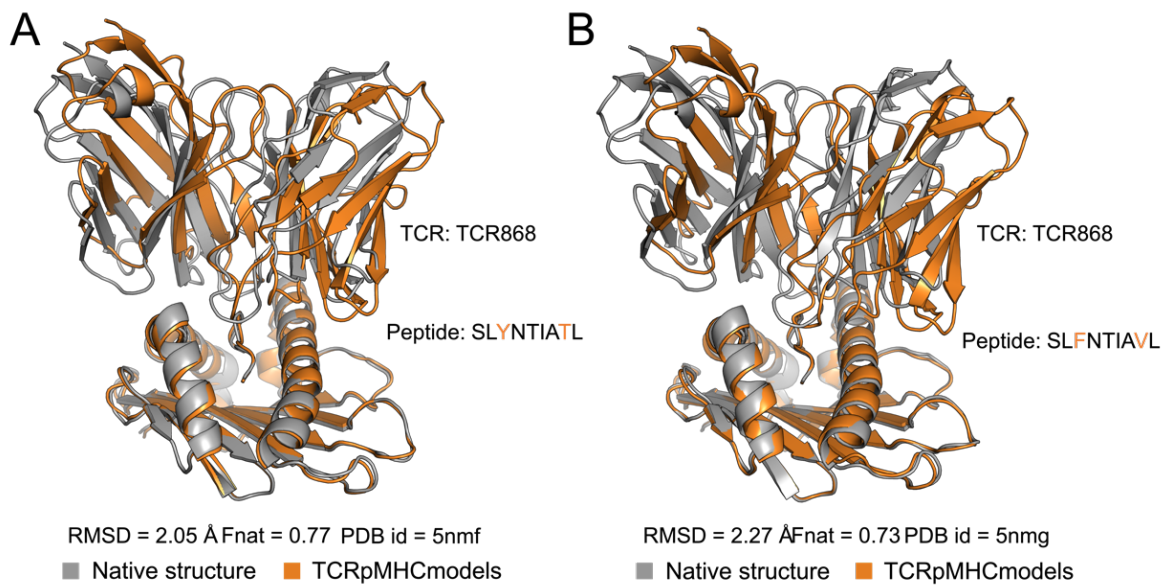 A
TCR: TCR868
Peptide: SLYNTIATL
RMSD = 2.05 Å Fnat = 0.77 PDB id = 5nmf
Native structure TCRpMHCmodels
B
TCR: TCR868
Peptide: SLFNTIAVL
RMSD = 2.27 ÅFnat = 0.73 PDB id = 5nmg
Native structure TCRpMHCmodels